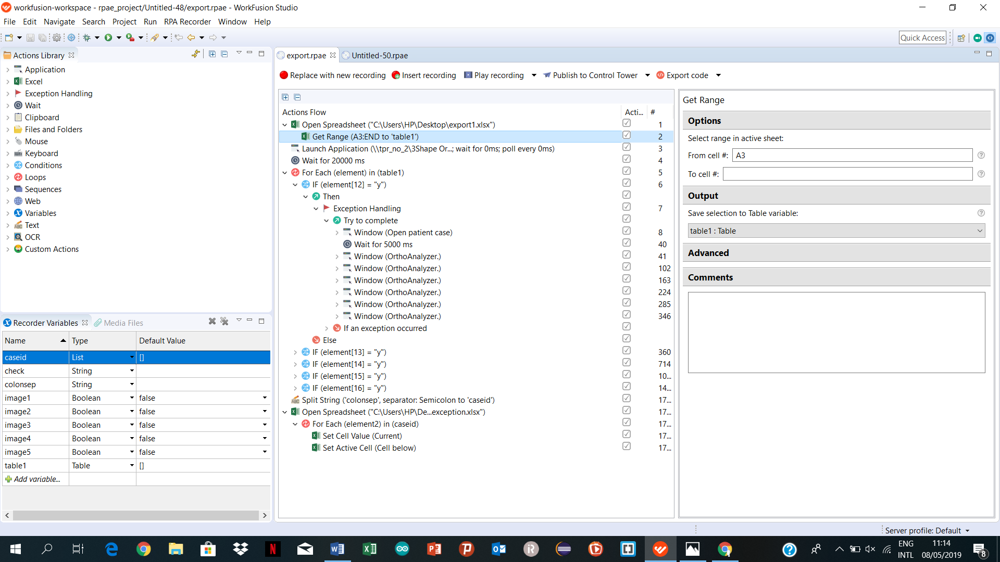 workfusion-workspace - rpae_project/Untitled-48/export.rpae - WorkFusion Studio
File Edit Navigate Search Project Run RPA Recorder Window Help
Quick Access
Actions Library
Application
Excel
Exception Handling
Wait
Clipboard
Files and Folders
Mouse
Keyboard
Conditions
Loops
Sequences
Web
Variables
Text
OCR
Custom Actions
Recorder Variables Media Files
Name Type Default Value
caseid List []
check String
colonsep String
image1 Boolean false
image2 Boolean false
image3 Boolean false
image4 Boolean false
image5 Boolean false
table1 Table []
Add variable...
export.rpae Untitled-50.rpae
Replace with new recording Insert recording Play recording Publish to Control Tower Export code
Actions Flow Acti... #
Open Spreadsheet ("C:\Users\HP\Desktop\export1.xlsx") 1
Get Range (A3:END to 'table1') 2
Launch Application (\\tpr_no_2\3Shape Or...; wait for 0ms; poll every 0ms) 3
Wait for 20000 ms 4
For Each (element) in (table1) 5
IF (element[12] = "y") 6
Then
Exception Handling 7
Try to complete
Window (Open patient case) 8
Wait for 5000 ms 40
Window (OrthoAnalyzer.) 41
Window (OrthoAnalyzer.) 102
Window (OrthoAnalyzer.) 163
Window (OrthoAnalyzer.) 224
Window (OrthoAnalyzer.) 285
Window (OrthoAnalyzer.) 346
If an exception occurred
Else
IF (element[13] = "y") 360
IF (element[14] = "y") 714
IF (element[15] = "y") 10...
IF (element[16] = "y") 14...
Split String ('colonsep', separator: Semicolon to 'caseid') 17...
Open Spreadsheet ("C:\Users\HP\De...exception.xlsx") 17...
For Each (element2) in (caseid) 17...
Set Cell Value (Current) 17...
Set Active Cell (Cell below) 17...
Get Range
Options
Select range in active sheet:
From cell #: A3
To cell #:
Output
Save selection to Table variable:
table1 : Table
Advanced
Comments
Server profile: Default
ENG
INTL
11:14
08/05/2019
8